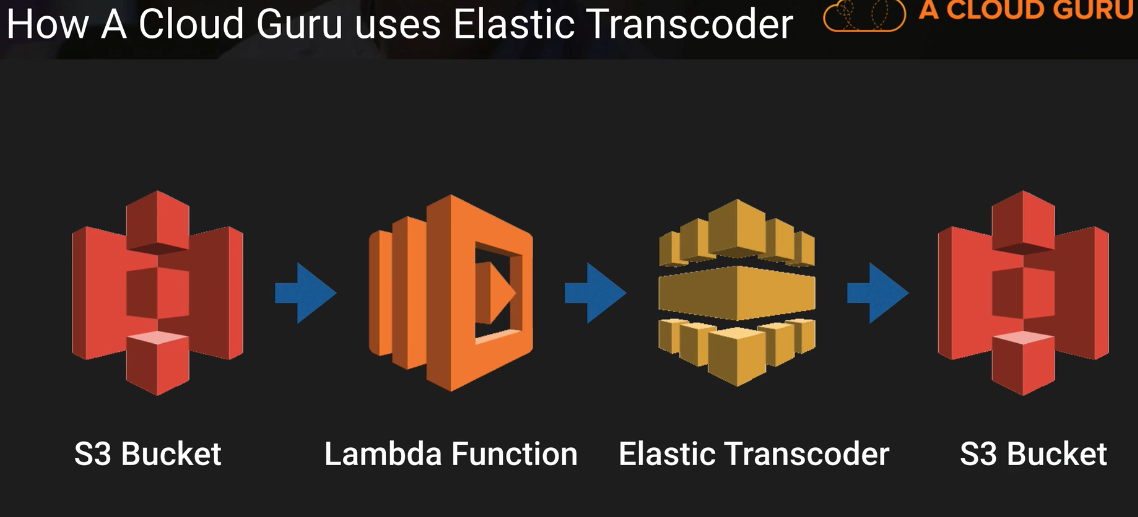 How A Cloud Guru uses Elastic Transcoder
A CLOUD GURU
S3 Bucket
Lambda Function
Elastic Transcoder
S3 Bucket